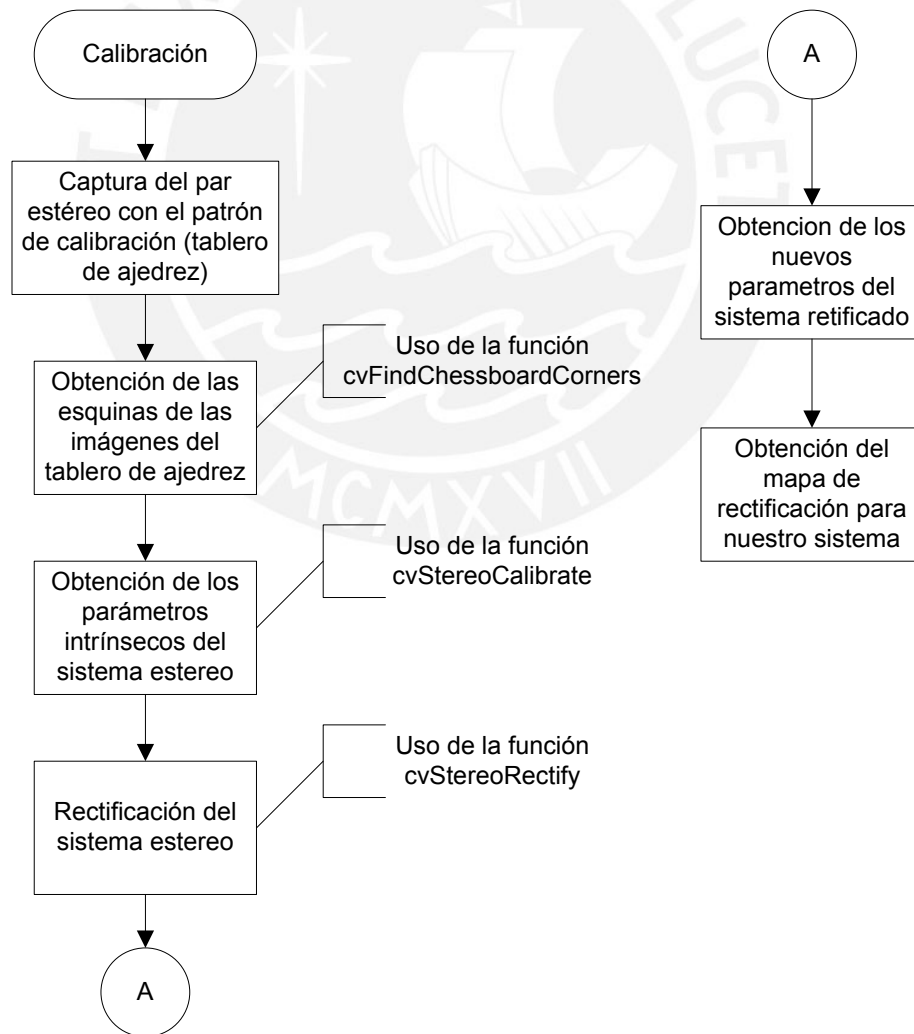 Calibración
Captura del par
estéreo con el patrón
de calibración (tablero
de ajedrez)
Obtención de las
esquinas de las
imágenes del
tablero de ajedrez
Uso de la función
cvFindChessboardCorners
Obtención de los
parámetros
intrínsecos del
sistema estereo
Uso de la función
cvStereoCalibrate
Rectificación del
sistema estereo
Uso de la función
cvStereoRectify
A
A
Obtencion de los
nuevos
parametros del
sistema retificado
Obtención del
mapa de
rectificación para
nuestro sistema
MCMXVII